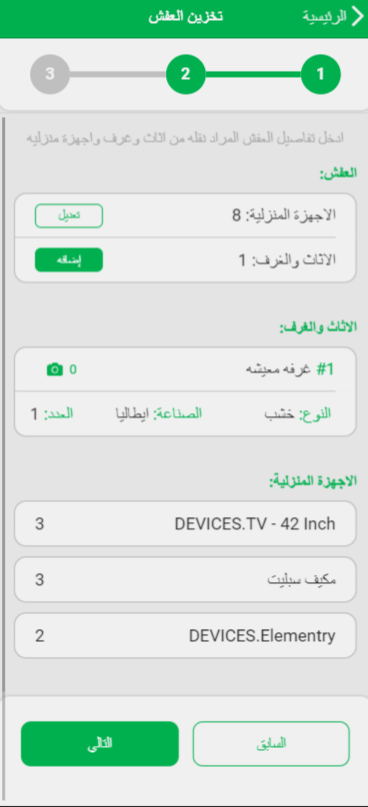 الرئيسية
تخزين العفش
1 2 3
ادخل تفاصيل العفش المراد نقله من اثاث وغرف واجهزة منزليه
العفش:
الاجهزة المنزلية: 8 تعديل
الاثاث والغرف: 1 إضافه
الاثاث والغرف:
#1 غرفه معيشه 0
النوع: خشب الصناعة: ايطاليا العدد: 1
الاجهزة المنزلية:
DEVICES.TV - 42 Inch 3
مكيف سبليت 3
DEVICES.Elementry 2
السابق التالي